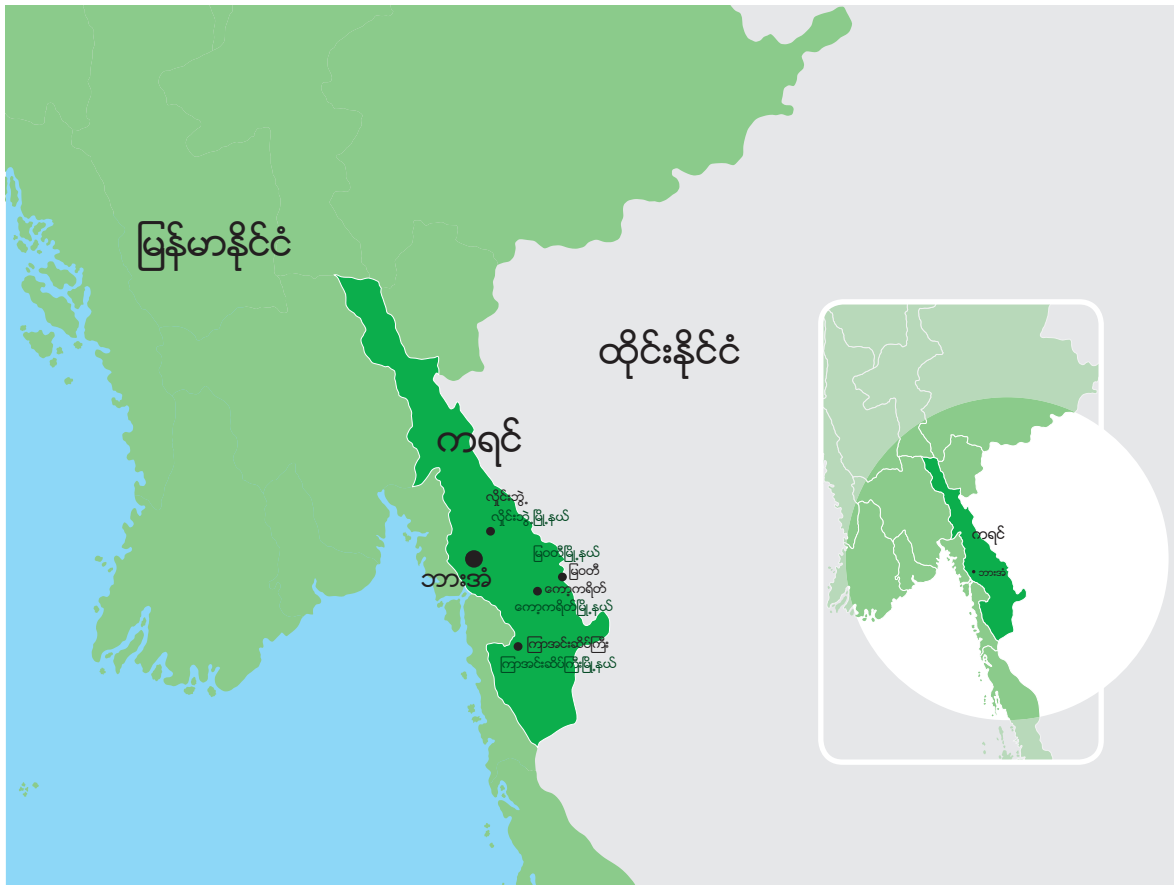 မြန်မာနိုင်ငံ
ထိုင်းနိုင်ငံ
ကရင်
လှိုင်းဘွဲ့
လှိုင်းဘွဲ့မြို့နယ်
မြဝတီမြို့နယ်
မြဝတီ
ဘားအံ
ကော့ကရိတ်
ကော့ကရိတ်မြို့နယ်
ကြာအင်းဆိပ်ကြီး
ကြာအင်းဆိပ်ကြီးမြို့နယ်
ကရင်
ဘားအံ